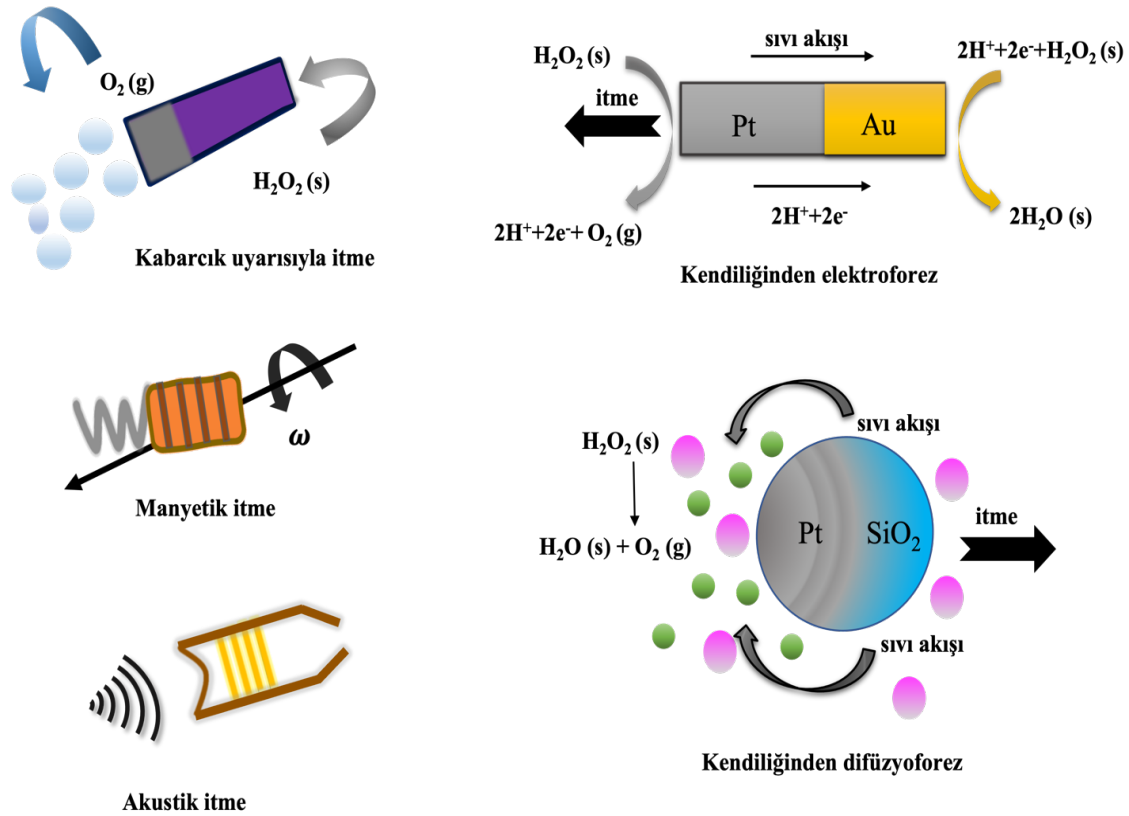 O₂ (g)
H₂O₂ (s)
Kabarcık uyarısıyla itme
H₂O₂ (s)
sıvı akışı
2H⁺+2e⁻+H₂O₂ (s)
itme
Pt
Au
2H⁺+2e⁻+ O₂ (g)
2H⁺+2e⁻
2H₂O (s)
Kendiliğinden elektroforez
ω
Manyetik itme
sıvı akışı
H₂O₂ (s)
H₂O (s) + O₂ (g)
Pt
SiO₂
itme
sıvı akışı
Kendiliğinden difüzyoforez
Akustik itme